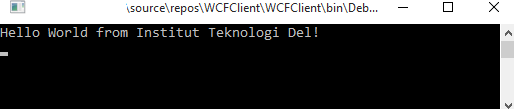 \source\repos\WCFClient\WCFClient\bin\Deb...
Hello World from Institut Teknologi Del!